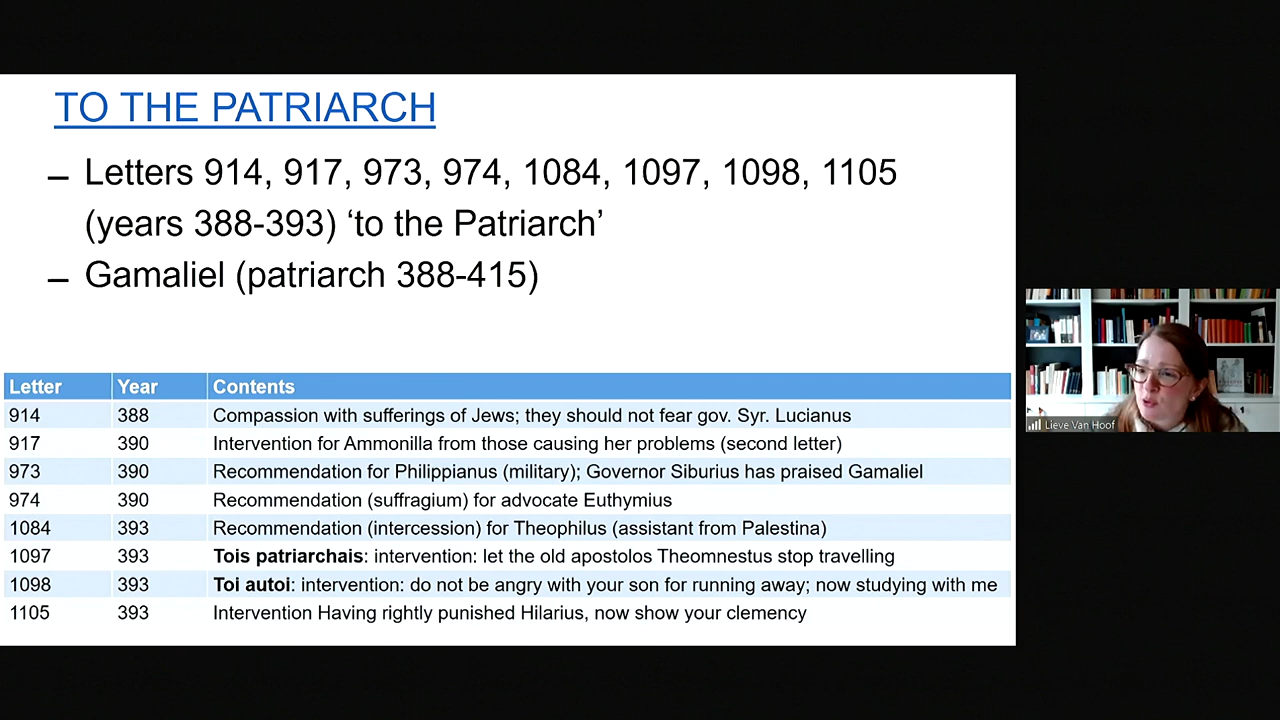 TO THE PATRIARCH
– Letters 914, 917, 973, 974, 1084, 1097, 1098, 1105
(years 388-393) ‘to the Patriarch’
– Gamaliel (patriarch 388-415)
Letter Year Contents
914 388 Compassion with sufferings of Jews; they should not fear gov. Syr. Lucianus
917 390 Intervention for Ammonilla from those causing her problems (second letter)
973 390 Recommendation for Philippianus (military); Governor Siburius has praised Gamaliel
974 390 Recommendation (suffragium) for advocate Euthymius
1084 393 Recommendation (intercession) for Theophilus (assistant from Palestina)
1097 393 Tois patriarchais: intervention: let the old apostolos Theomnestus stop travelling
1098 393 Toi autoi: intervention: do not be angry with your son for running away; now studying with me
1105 393 Intervention Having rightly punished Hilarius, now show your clemency
Lieve Van Hoof